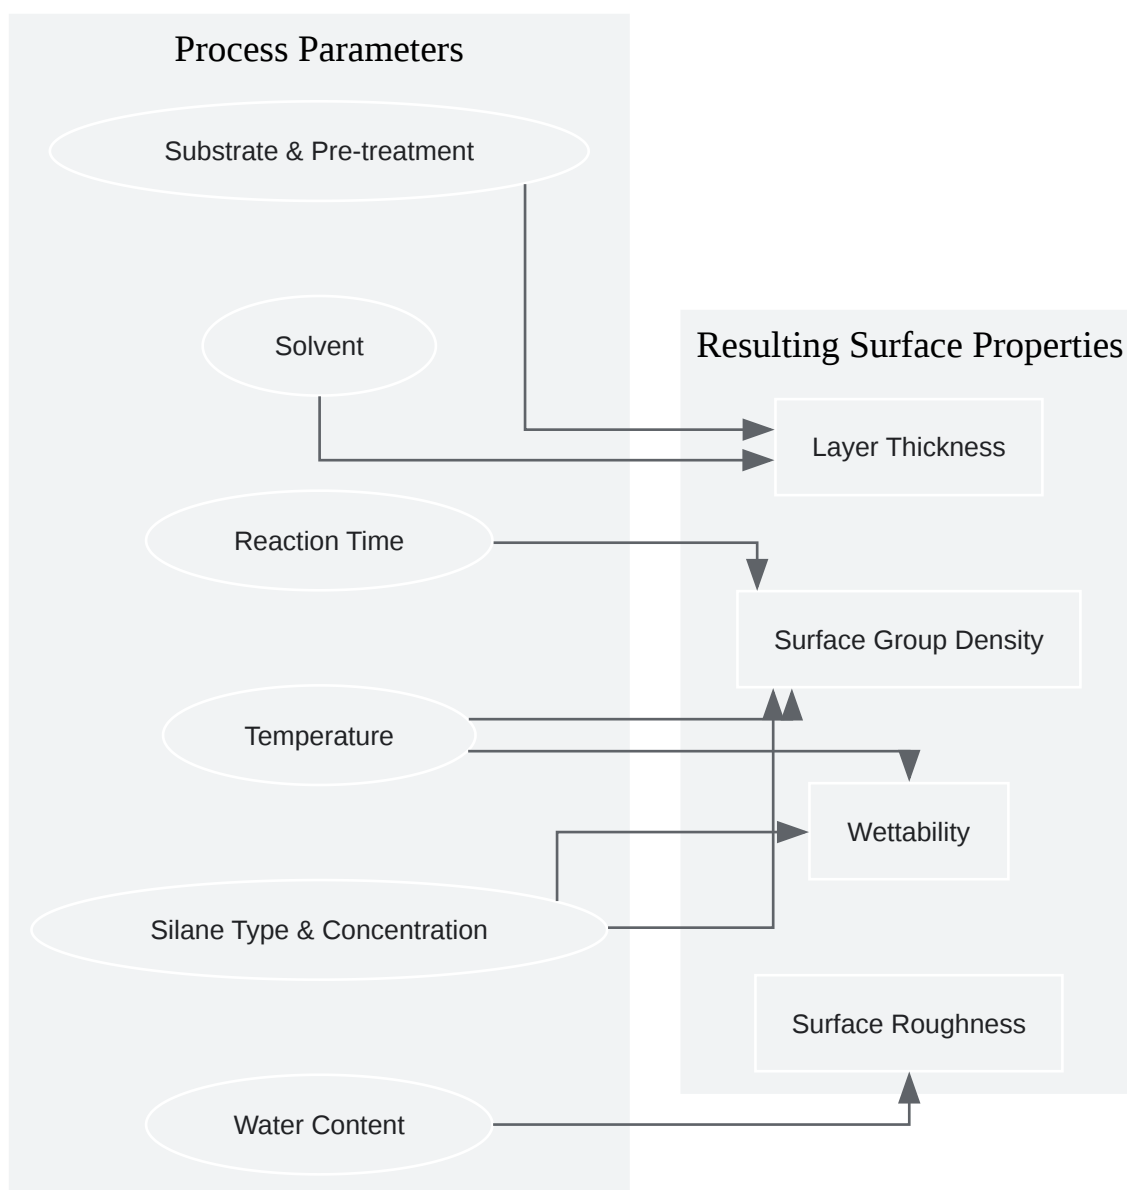 Process Parameters
Substrate & Pre-treatment
Solvent
Reaction Time
Temperature
Silane Type & Concentration
Water Content
Resulting Surface Properties
Layer Thickness
Surface Group Density
Wettability
Surface Roughness